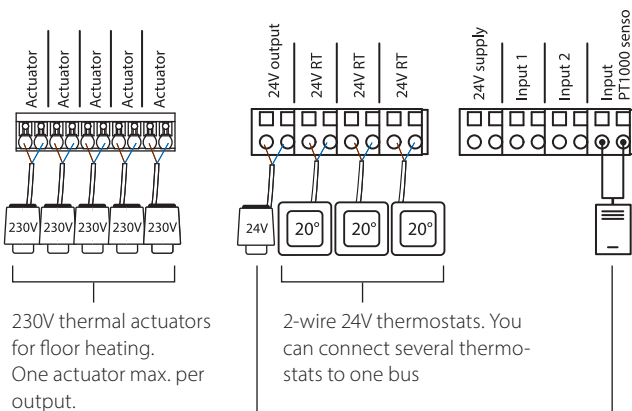 Actuator
Actuator
Actuator
Actuator
Actuator
24V output
24V RT
24V RT
24V RT
24V supply
Input 1
Input 2
Input
PT1000 senso
230V
230V
230V
230V
230V
24V
20°
20°
20°
230V thermal actuators
for floor heating.
One actuator max. per
output.
2-wire 24V thermostats. You
can connect several thermo-
stats to one bus